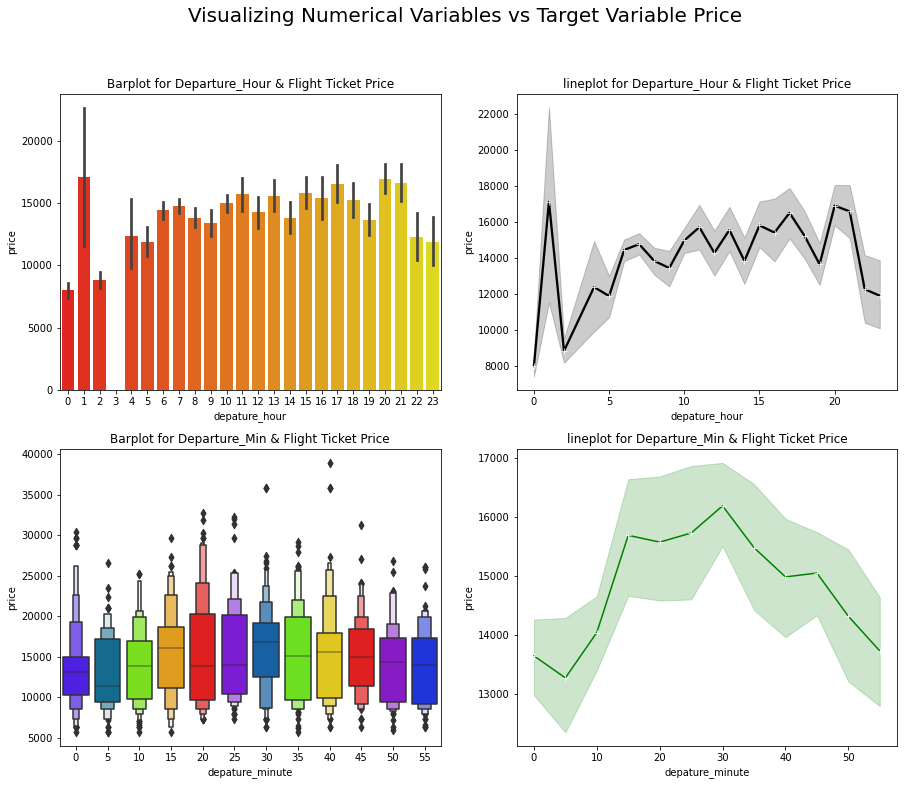 Visualizing Numerical Variables vs Target Variable Price
Barplot for Departure_Hour & Flight Ticket Price
price
20000
15000
10000
5000
0
0 1 2 3 4 5 6 7 8 9 10 11 12 13 14 15 16 17 18 19 20 21 22 23
depature_hour
lineplot for Departure_Hour & Flight Ticket Price
price
22000
20000
18000
16000
14000
12000
10000
8000
0 5 10 15 20
depature_hour
Barplot for Departure_Min & Flight Ticket Price
price
40000
35000
30000
25000
20000
15000
10000
5000
0 5 10 15 20 25 30 35 40 45 50 55
depature_minute
lineplot for Departure_Min & Flight Ticket Price
price
17000
16000
15000
14000
13000
0 10 20 30 40 50
depature_minute